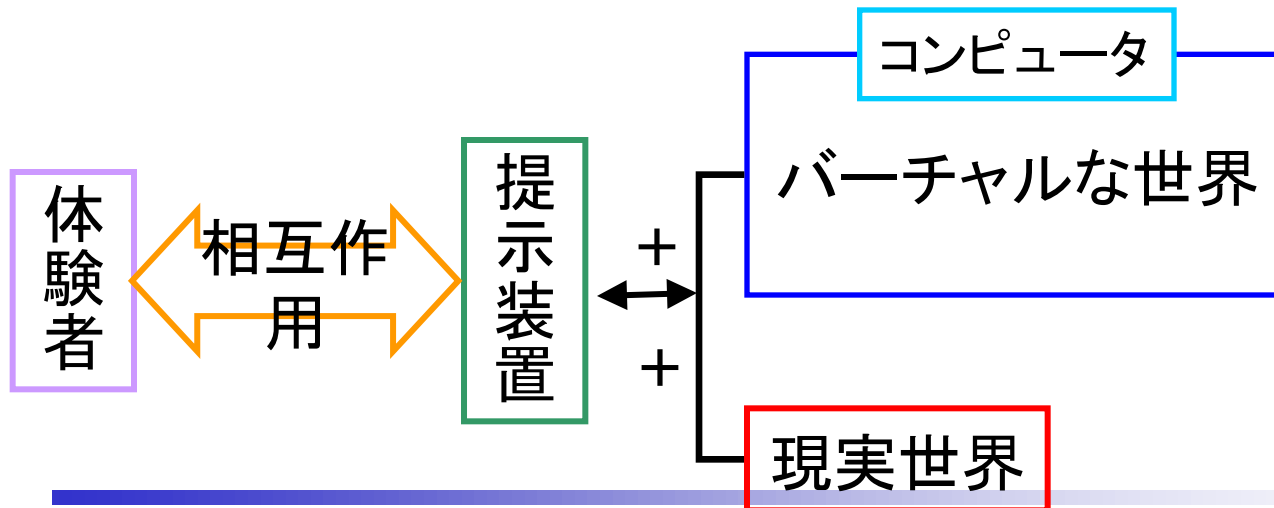 体験者
相互作
用
提示装置
+
+
コンピュータ
バーチャルな世界
現実世界